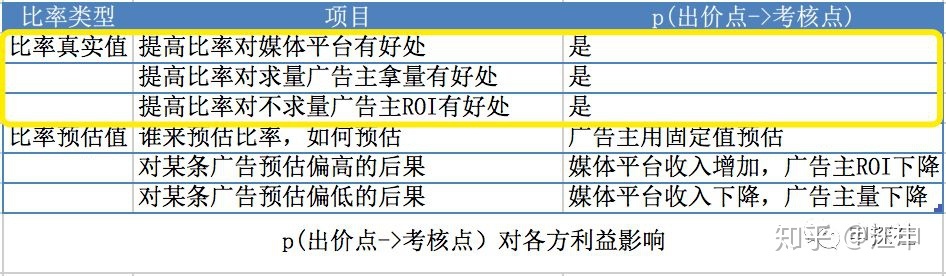 比率类型 项目 p(出价点->考核点)
比率真实值 提高比率对媒体平台有好处 是
提高比率对求量广告主拿量有好处 是
提高比率对不求量广告主ROI有好处 是
比率预估值 谁来预估比率，如何预估 广告主用固定值预估
对某条广告预估偏高的后果 媒体平台收入增加，广告主ROI下降
对某条广告预估偏低的后果 媒体平台收入下降，广告主量下降
p(出价点->考核点）对各方利益影响
知乎